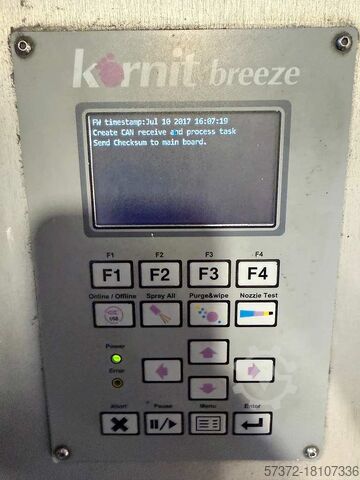 kornit breeze
FW timestamp:Jul 10 2017 16:07:19
Create CAN receive and process task
Send Checksum to main board.
F1 F2 F3 F4
F1 F2 F3 F4
Online / Offline Spray All Purge&wipe Nozzle Test
USB
Power
Error
Abort Pause Menu Enter
57372-18107336